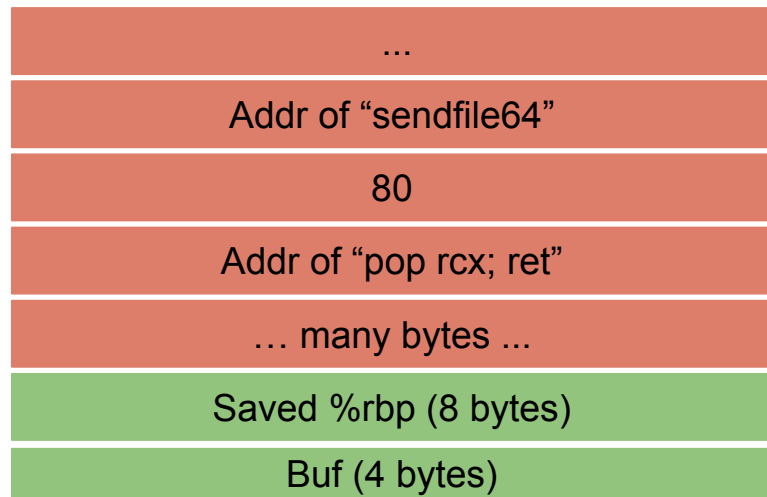 ...
Addr of “sendfile64”
80
Addr of “pop rcx; ret”
… many bytes ...
Saved %rbp (8 bytes)
Buf (4 bytes)